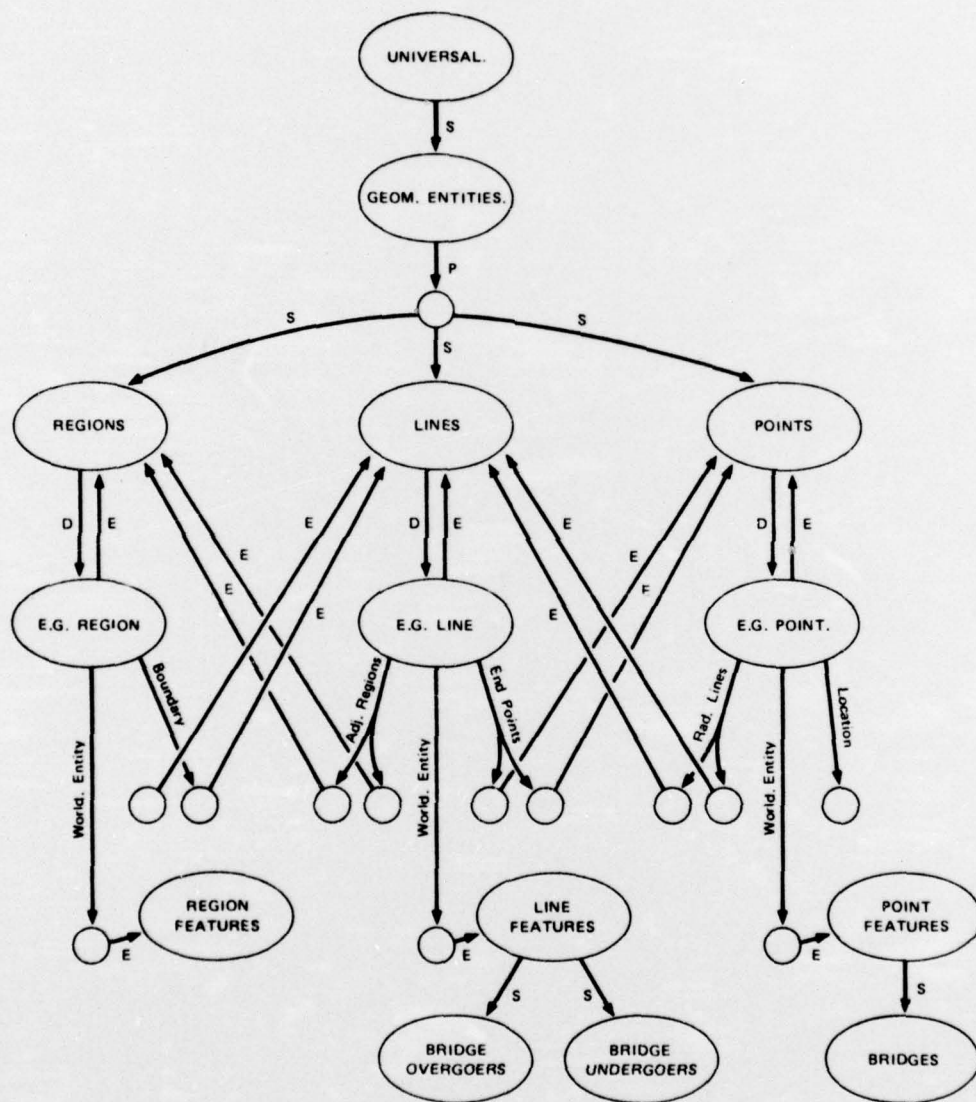 UNIVERSAL.
S
GEOM. ENTITIES.
P
S
S
S
REGIONS
LINES
POINTS
D
E
E
E
E
E
D
E
E
E
E
E
D
E
E.G. REGION
E.G. LINE
E.G. POINT.
Boundary
Adj. Regions
End Points
Rad. Lines
Location
World. Entity
World. Entity
World. Entity
REGION
FEATURES
LINE
FEATURES
POINT
FEATURES
E
E
E
S
S
S
BRIDGE
OVERGOERS
BRIDGE
UNDERGOERS
BRIDGES